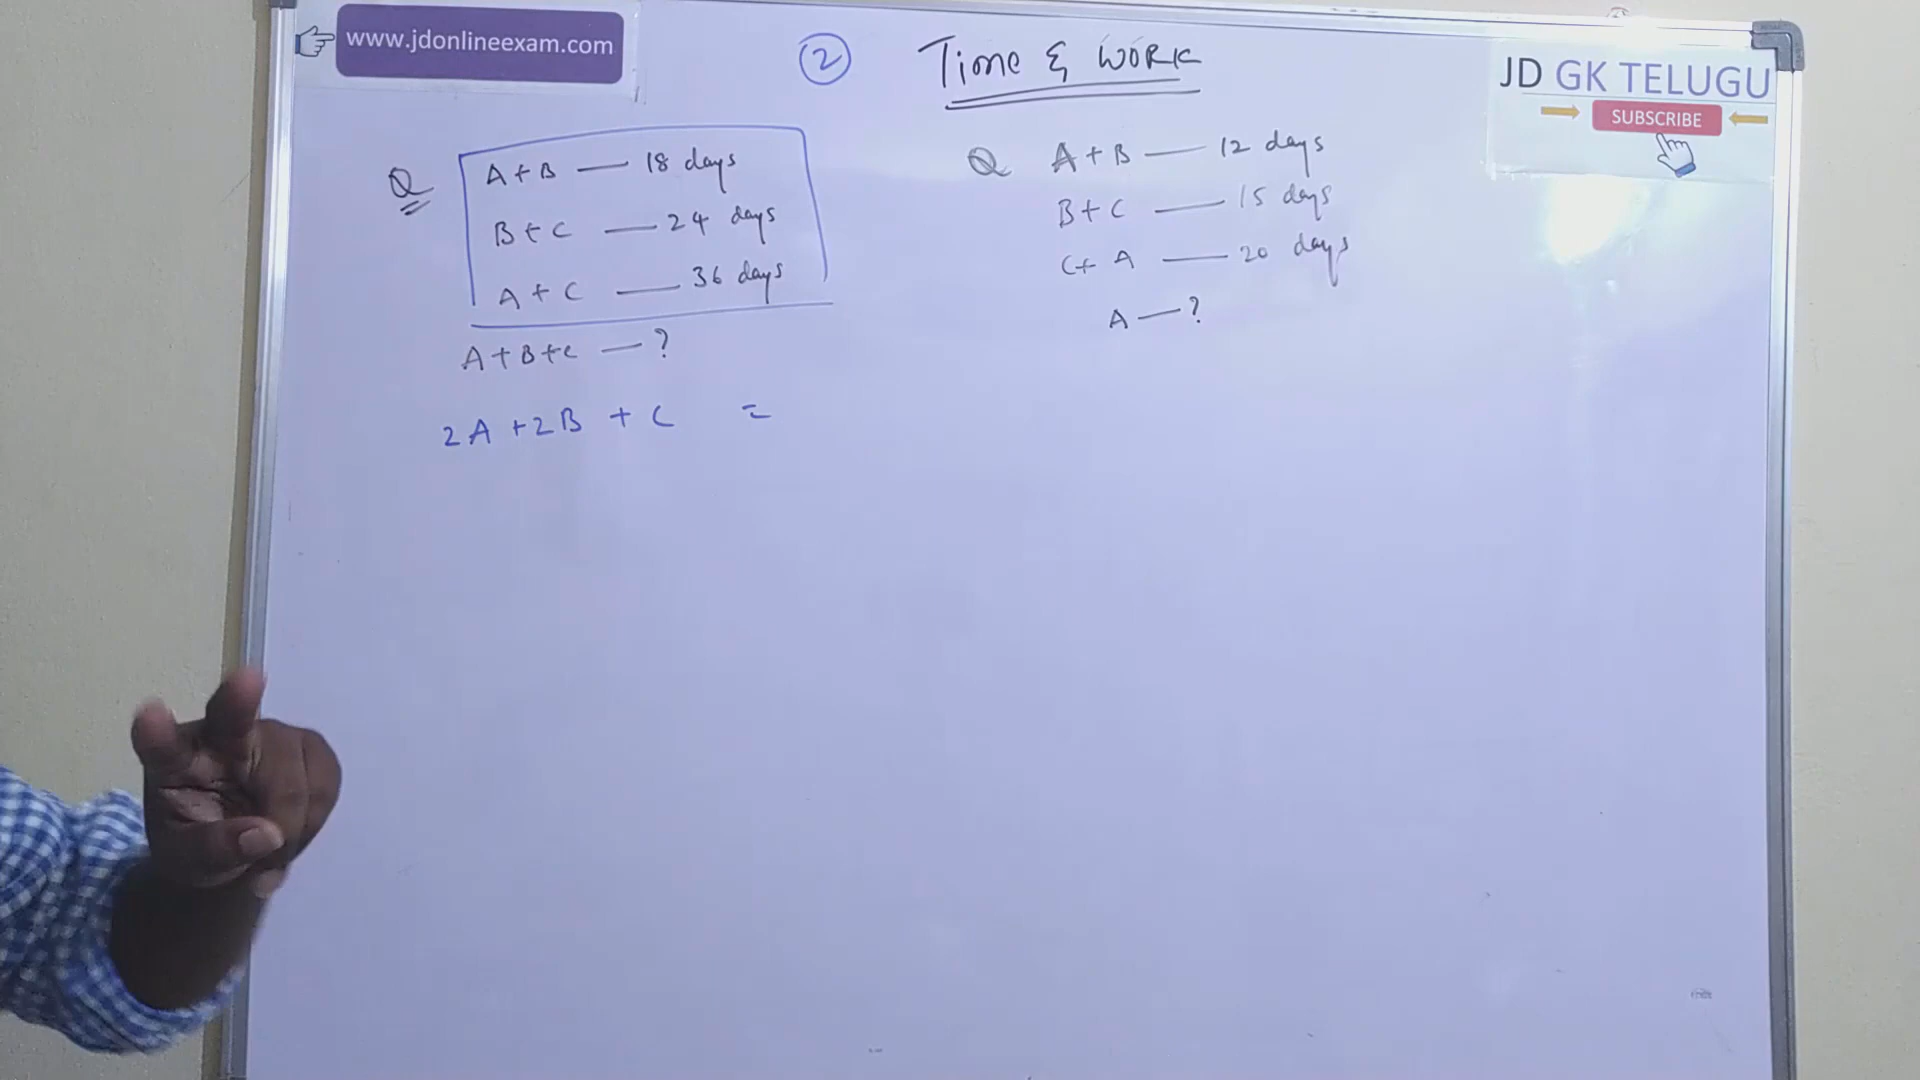 www.jdonlineexam.com
2 Time & WORK
JD GK TELUGU
SUBSCRIBE
Q A+B — 18 days
B+C — 24 days
A+C — 36 days
A+B+C — ?
2A+2B + C =
Q A+B — 12 days
B+C — 15 days
C+A — 20 days
A — ?